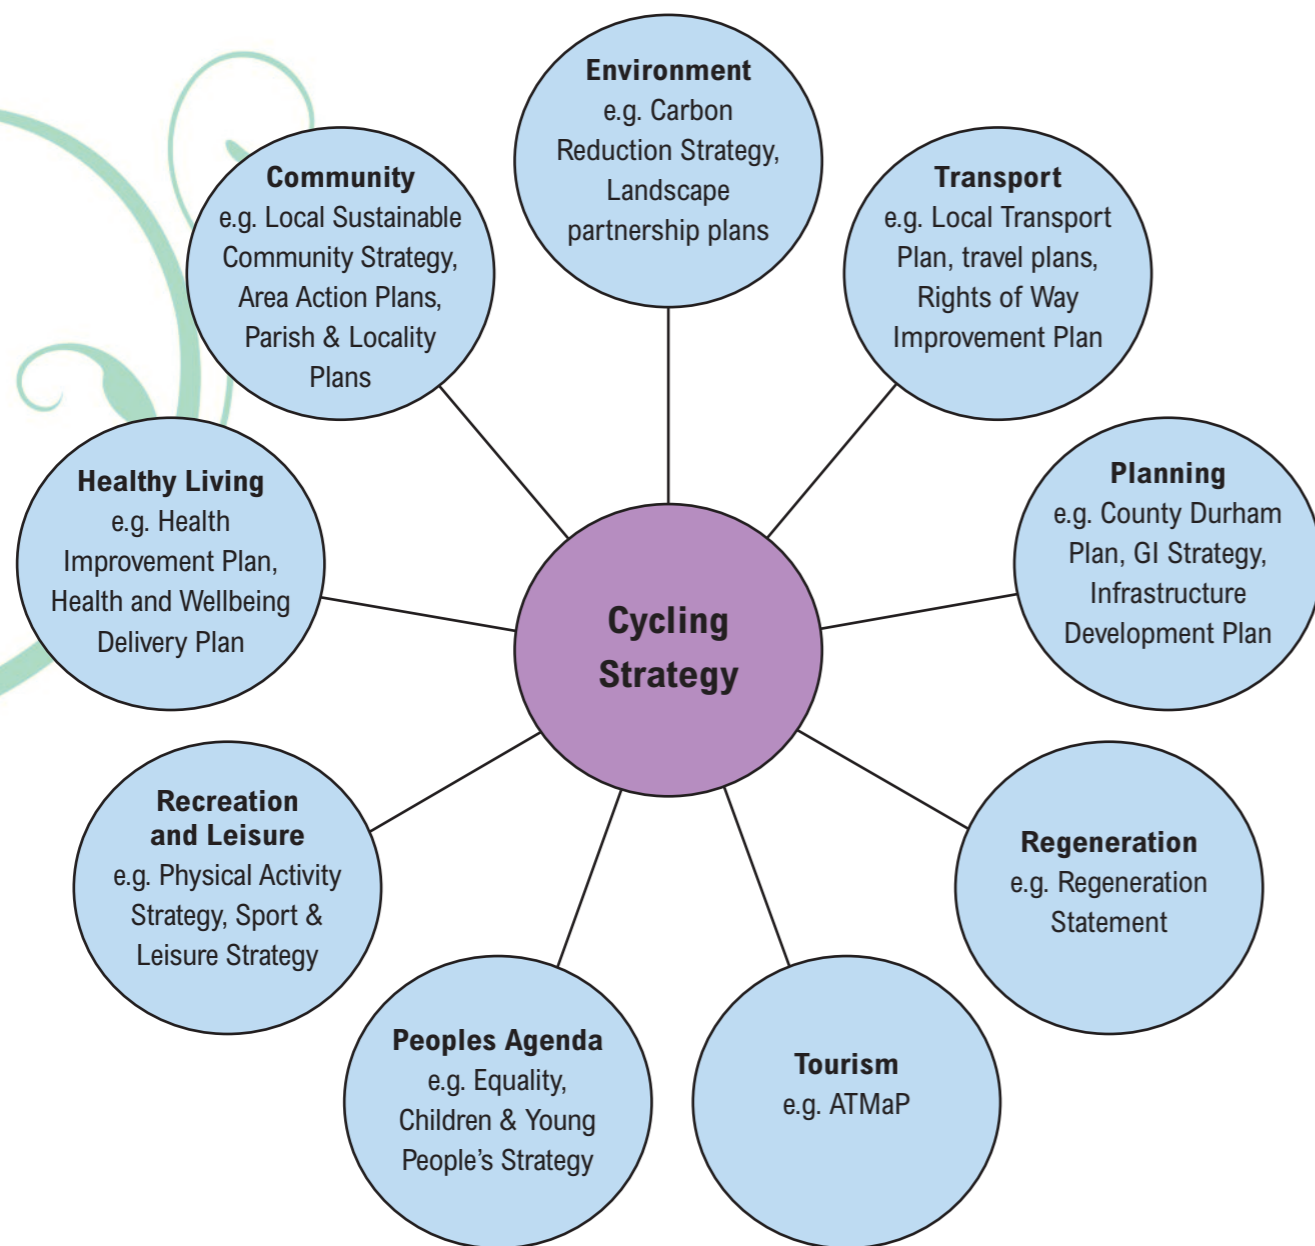 Environment
e.g. Carbon
Reduction Strategy,
Landscape
partnership plans
Transport
e.g. Local Transport
Plan, travel plans,
Rights of Way
Improvement Plan
Planning
e.g. County Durham
Plan, GI Strategy,
Infrastructure
Development Plan
Regeneration
e.g. Regeneration
Statement
Tourism
e.g. ATMaP
Peoples Agenda
e.g. Equality,
Children & Young
People’s Strategy
Recreation
and Leisure
e.g. Physical Activity
Strategy, Sport &
Leisure Strategy
Healthy Living
e.g. Health
Improvement Plan,
Health and Wellbeing
Delivery Plan
Community
e.g. Local Sustainable
Community Strategy,
Area Action Plans,
Parish & Locality
Plans
Cycling
Strategy